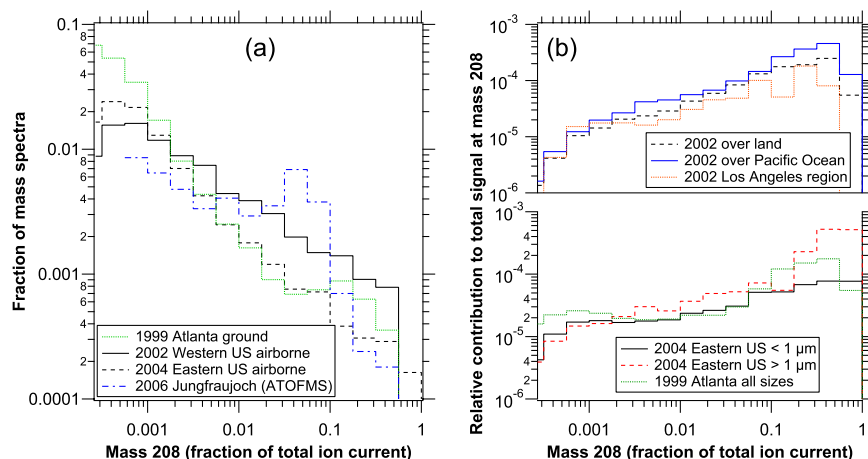 (a)
0.1
8
6
4
2
0.01
8
6
4
2
0.001
8
6
4
2
0.0001
Fraction of mass spectra
1999 Atlanta ground
2002 Western US airborne
2004 Eastern US airborne
2006 Jungfraujoch (ATOFMS)
0.001 0.01 0.1 1
Mass 208 (fraction of total ion current)
(b)
10-3
10-4
10-5
10-6
2002 over land
2002 over Pacific Ocean
2002 Los Angeles region
10-3
4
2
10-4
4
2
10-5
4
2
10-6
Relative contribution to total signal at mass 208
2004 Eastern US < 1 μm
2004 Eastern US > 1 μm
1999 Atlanta all sizes
0.001 0.01 0.1 1
Mass 208 (fraction of total ion current)